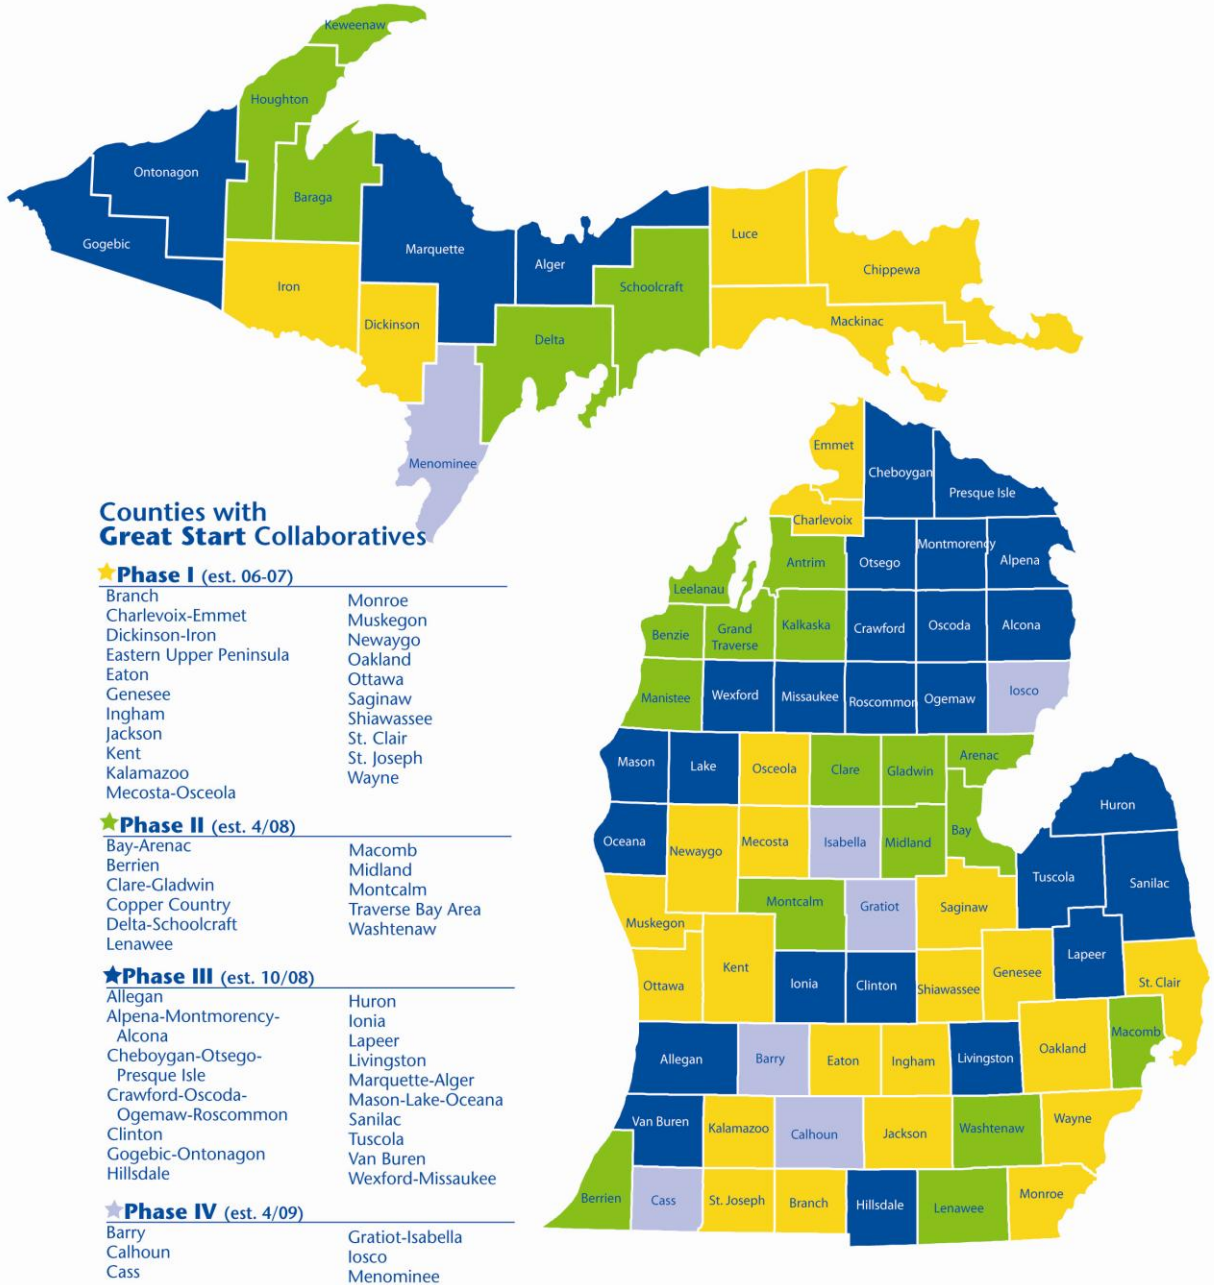 Keweenaw
Houghton
Ontonagon
Baraga
Gogebic
Marquette
Alger
Luce
Chippewa
Iron
Schoolcraft
Dickinson
Delta
Mackinac
Menominee
Emmet
Cheboygan
Presque Isle
Charlevoix
Antrim
Otsego
Montmorency
Alpena
Leelanau
Benzie
Grand
Traverse
Kalkaska
Crawford
Oscoda
Alcona
Manistee
Wexford
Missaukee
Roscommon
Ogemaw
Iosco
Mason
Lake
Osceola
Clare
Gladwin
Arenac
Huron
Oceana
Newaygo
Mecosta
Isabella
Midland
Bay
Tuscola
Sanilac
Muskegon
Montcalm
Gratiot
Saginaw
Lapeer
Ottawa
Kent
Ionia
Clinton
Shiawassee
Genesee
St. Clair
Allegan
Barry
Eaton
Ingham
Livingston
Oakland
Macomb
Van Buren
Kalamazoo
Calhoun
Jackson
Washtenaw
Wayne
Berrien
Cass
St. Joseph
Branch
Hillsdale
Lenawee
Monroe
Counties with
Great Start Collaboratives
Phase I (est. 06-07)
Branch
Charlevoix-Emmet
Dickinson-Iron
Eastern Upper Peninsula
Eaton
Genesee
Ingham
Jackson
Kent
Kalamazoo
Mecosta-Osceola
Monroe
Muskegon
Newaygo
Oakland
Ottawa
Saginaw
Shiawassee
St. Clair
St. Joseph
Wayne
Phase II (est. 4/08)
Bay-Arenac
Berrien
Clare-Gladwin
Copper Country
Delta-Schoolcraft
Lenawee
Macomb
Midland
Montcalm
Traverse Bay Area
Washtenaw
Phase III (est. 10/08)
Allegan
Alpena-Montmorency-
Alcona
Cheboygan-Otsego-
Presque Isle
Crawford-Oscoda-
Ogemaw-Roscommon
Clinton
Gogebic-Ontonagon
Hillsdale
Huron
Ionia
Lapeer
Livingston
Marquette-Alger
Mason-Lake-Oceana
Sanilac
Tuscola
Van Buren
Wexford-Missaukee
Phase IV (est. 4/09)
Barry
Calhoun
Cass
Gratiot-Isabella
Iosco
Menominee